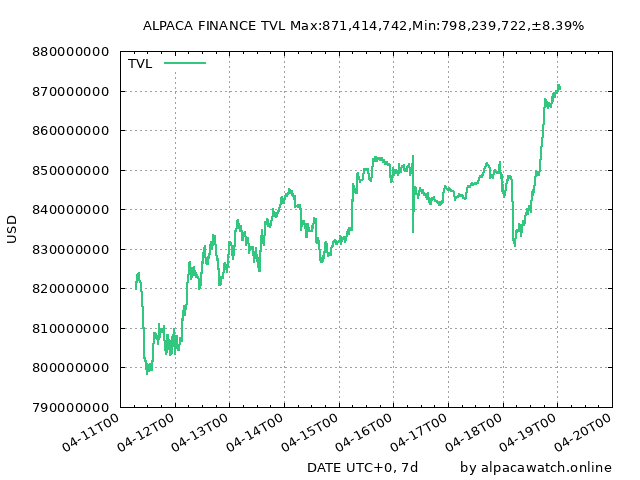 ALPACA FINANCE TVL Max:871,414,742,Min:798,239,722,±8.39%
TVL
USD
880000000
870000000
860000000
850000000
840000000
830000000
820000000
810000000
800000000
790000000
04-11T00
04-12T00
04-13T00
04-14T00
04-15T00
04-16T00
04-17T00
04-18T00
04-19T00
04-20T00
DATE UTC+0, 7d
by alpacawatch.online